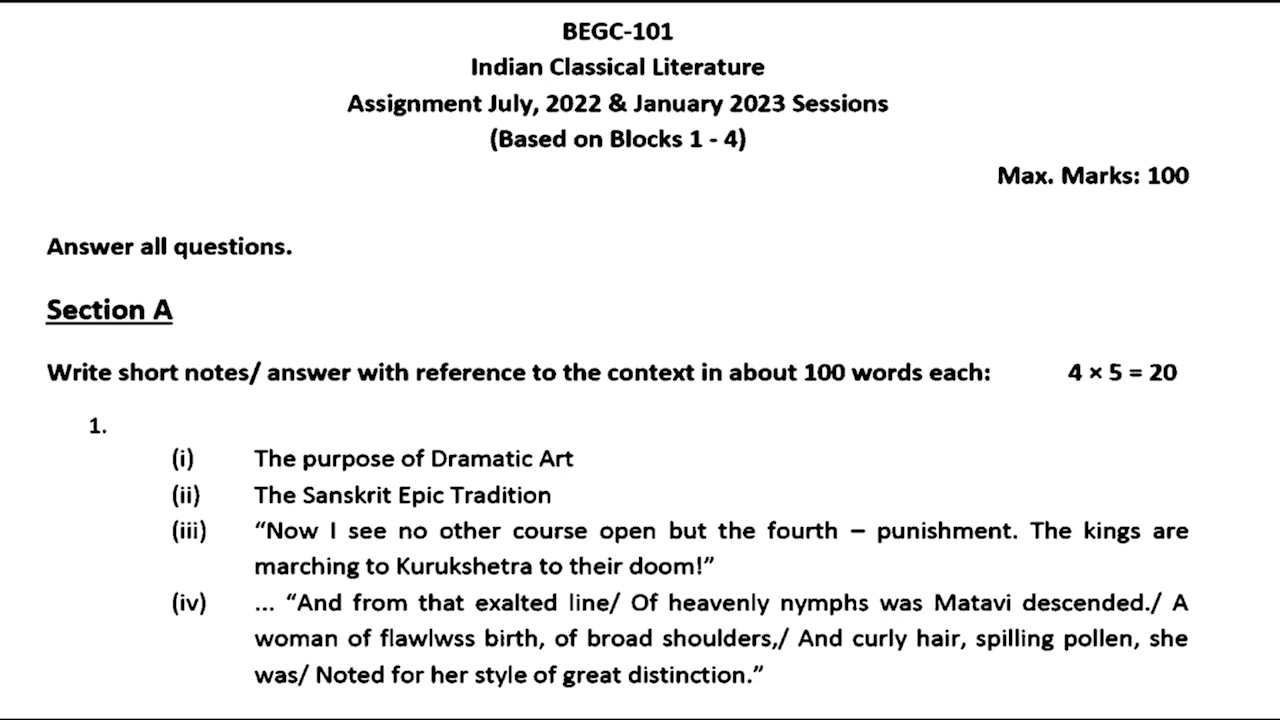 BEGC-101
Indian Classical Literature
Assignment July, 2022 & January 2023 Sessions
(Based on Blocks 1 - 4)
Max. Marks: 100
Answer all questions.
Section A
Write short notes/ answer with reference to the context in about 100 words each: 4 × 5 = 20
1.
(i) The purpose of Dramatic Art
(ii) The Sanskrit Epic Tradition
(iii) “Now I see no other course open but the fourth – punishment. The kings are
marching to Kurukshetra to their doom!”
(iv) ... “And from that exalted line/ Of heavenly nymphs was Matavi descended./ A
woman of flawlwss birth, of broad shoulders,/ And curly hair, spilling pollen, she
was/ Noted for her style of great distinction.”